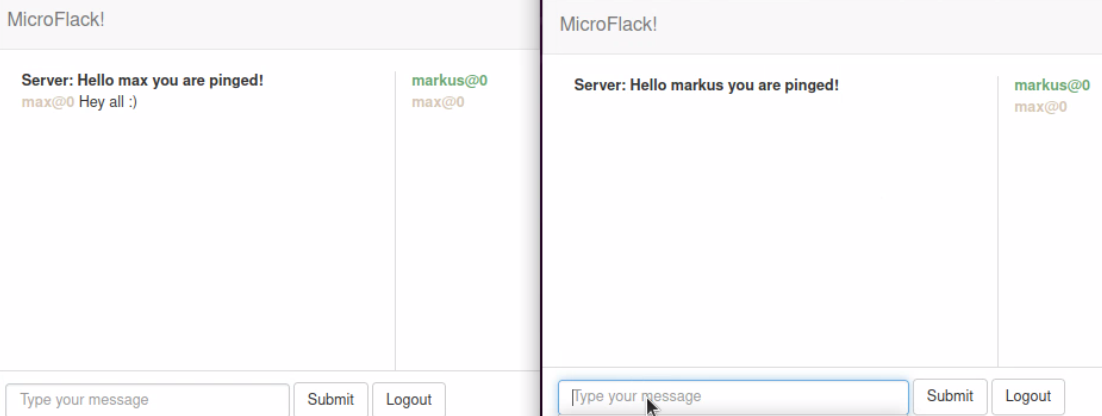 MicroFlack!
Server: Hello max you are pinged!
max@0 Hey all :)
markus@0
max@0
Type your message
Submit
Logout
MicroFlack!
Server: Hello markus you are pinged!
markus@0
max@0
Type your message
Submit
Logout